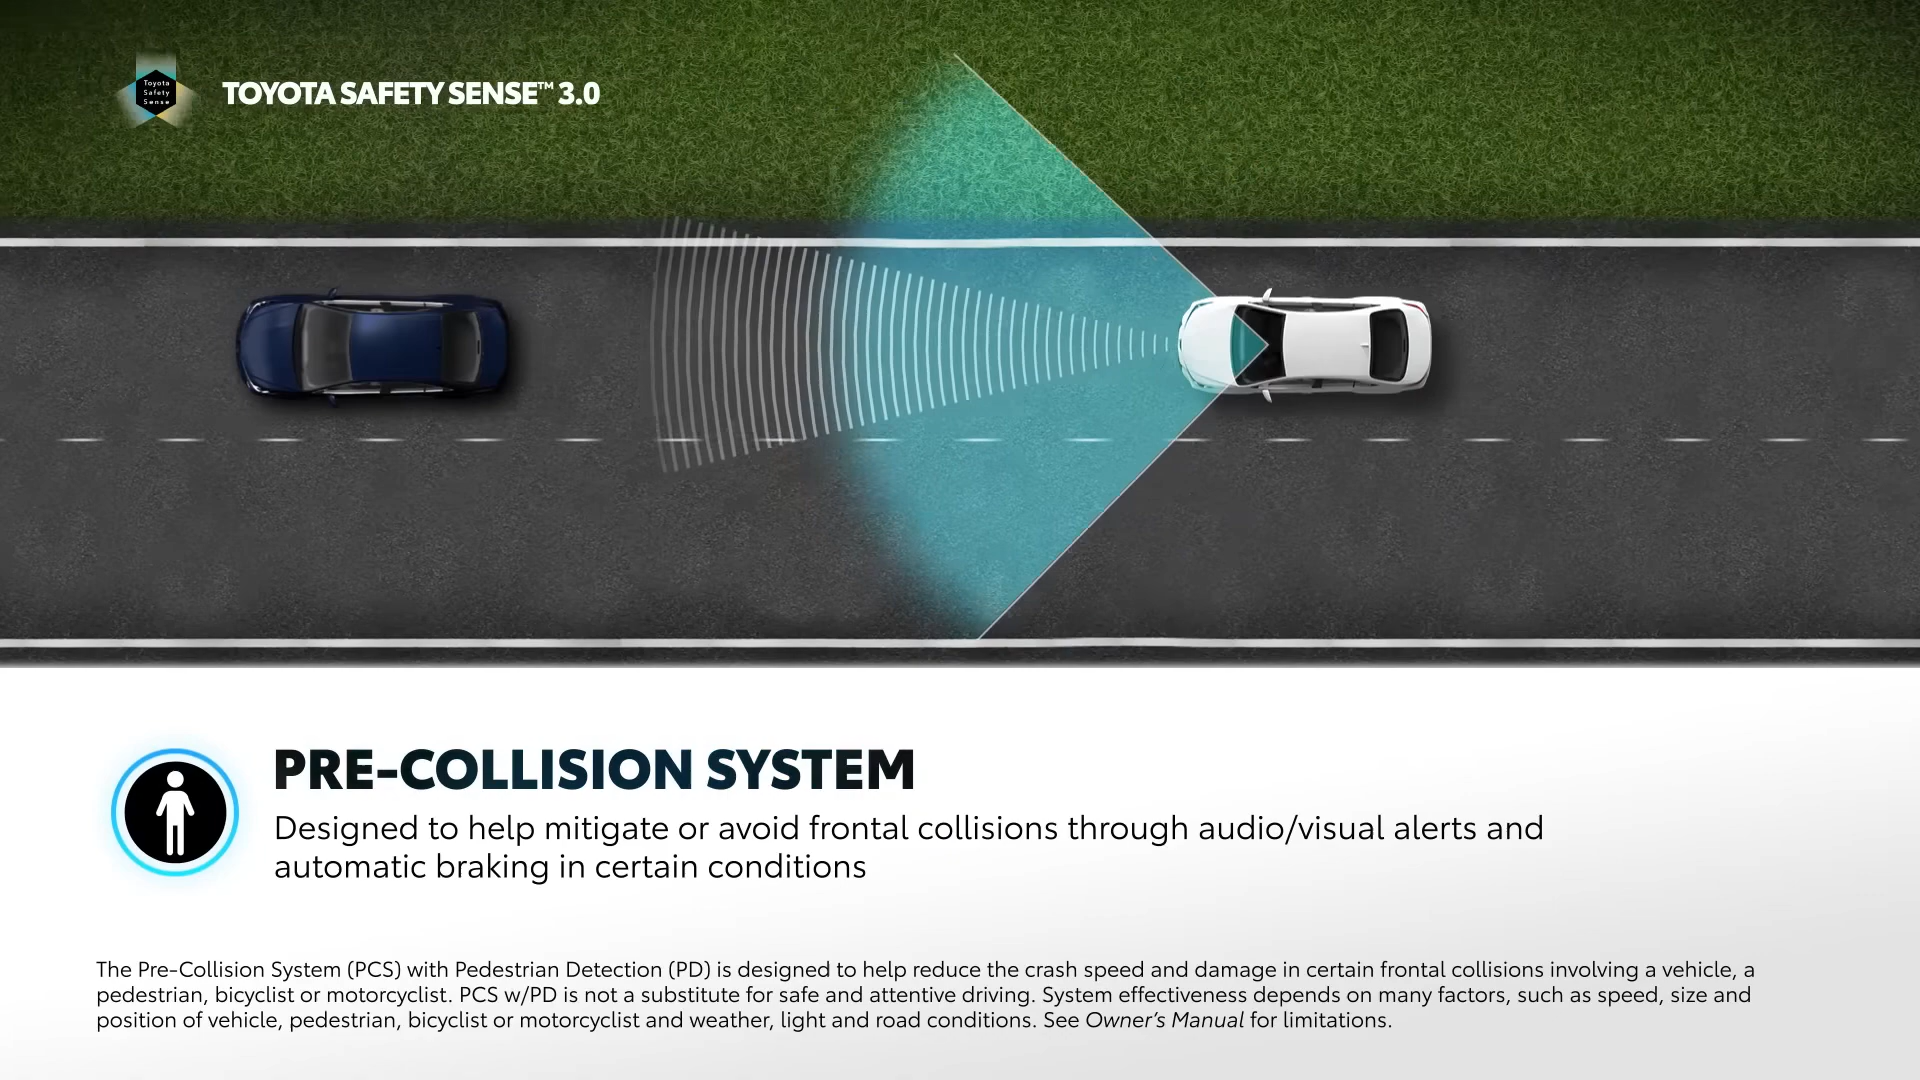 Toyota
Safety
Sense
TOYOTA SAFETY SENSE™ 3.0
PRE-COLLISION SYSTEM
Designed to help mitigate or avoid frontal collisions through audio/visual alerts and
automatic braking in certain conditions
The Pre-Collision System (PCS) with Pedestrian Detection (PD) is designed to help reduce the crash speed and damage in certain frontal collisions involving a vehicle, a
pedestrian, bicyclist or motorcyclist. PCS w/PD is not a substitute for safe and attentive driving. System effectiveness depends on many factors, such as speed, size and
position of vehicle, pedestrian, bicyclist or motorcyclist and weather, light and road conditions. See Owner’s Manual for limitations.